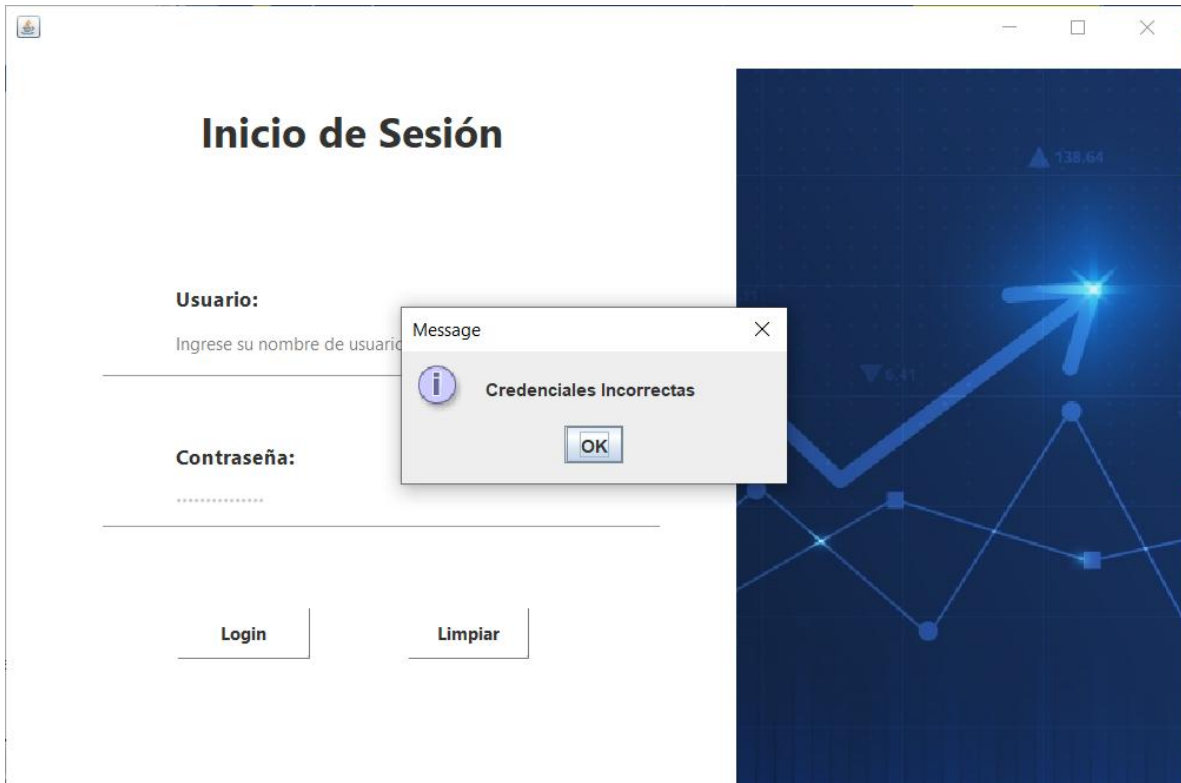 Inicio de Sesión
138.64
Usuario:
Message
Ingrese su nombre de usuario
Credenciales Incorrectas
6.41
OK
Contraseña:
...............
Login
Limpiar